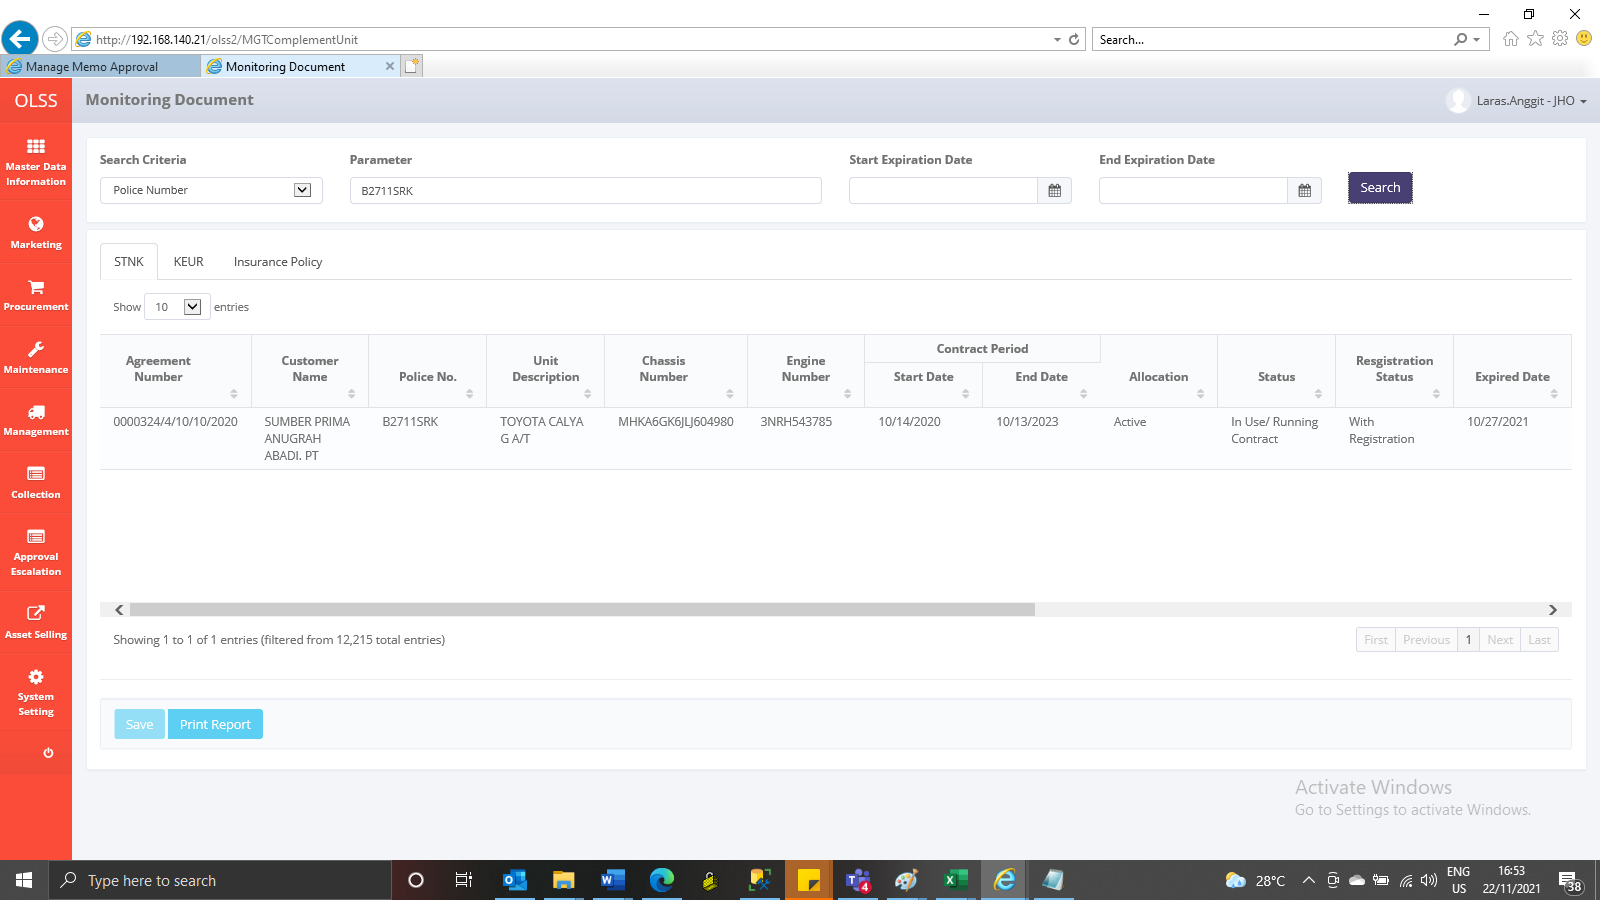 http://192.168.140.21/olss2/MGTComplementUnit
Search...
Manage Memo Approval
Monitoring Document
OLSS
Monitoring Document
Laras.Anggit - JHO
Master Data
Information
Marketing
Procurement
Maintenance
Management
Collection
Approval
Escalation
Asset Selling
System
Setting
Search Criteria
Parameter
Start Expiration Date
End Expiration Date
Police Number
B2711SRK
Search
STNK
KEUR
Insurance Policy
Show 10 entries
Agreement
Number
Customer
Name
Police No.
Unit
Description
Chassis
Number
Engine
Number
Contract Period
Start Date
End Date
Allocation
Status
Resgistration
Status
Expired Date
0000324/4/10/10/2020
SUMBER PRIMA
ANUGRAH
ABADI. PT
B2711SRK
TOYOTA CALYA
G A/T
MHKA6GK6JLJ604980
3NRH543785
10/14/2020
10/13/2023
Active
In Use/ Running
Contract
With
Registration
10/27/2021
Showing 1 to 1 of 1 entries (filtered from 12,215 total entries)
First Previous 1 Next Last
Save
Print Report
Activate Windows
Go to Settings to activate Windows.
Type here to search
4
28°C
ENG
US
16:53
22/11/2021
38